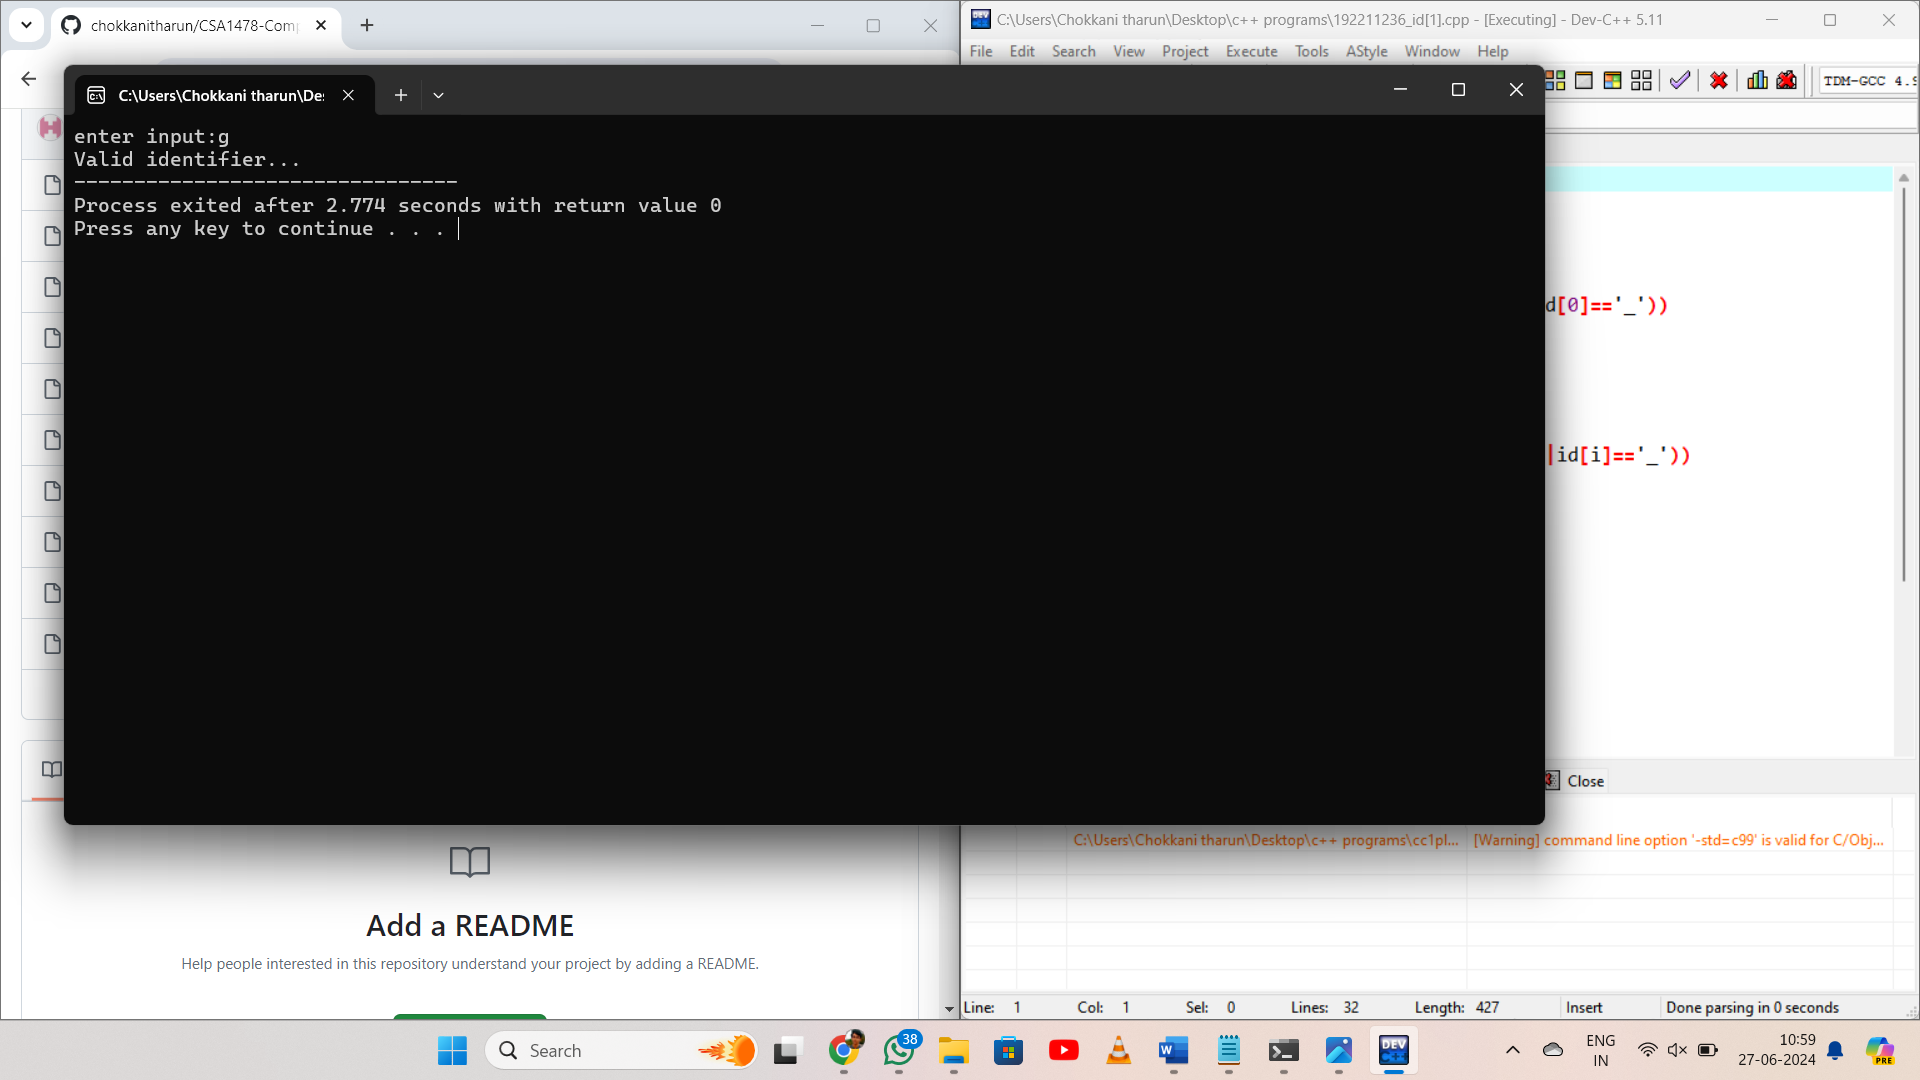 chokkanitharun/CSA1478-Comp
C:\Users\Chokkani tharun\Desktop\c++ programs\192211236_id[1].cpp - [Executing] - Dev-C++ 5.11
File Edit Search View Project Execute Tools AStyle Window Help
TDM-GCC 4.9
C:\Users\Chokkani tharun\De
enter input:g
Valid identifier...
--------------------------------
Process exited after 2.774 seconds with return value 0
Press any key to continue . . .
d[0]=='_'))
|id[i]=='_'))
Close
C:\Users\Chokkani tharun\Desktop\c++ programs\cc1pl... [Warning] command line option '-std=c99' is valid for C/Obj...
Add a README
Help people interested in this repository understand your project by adding a README.
Line: 1 Col: 1 Sel: 0 Lines: 32 Length: 427 Insert Done parsing in 0 seconds
Search
38
W
DEV
C++
ENG
IN
10:59
27-06-2024
PRE